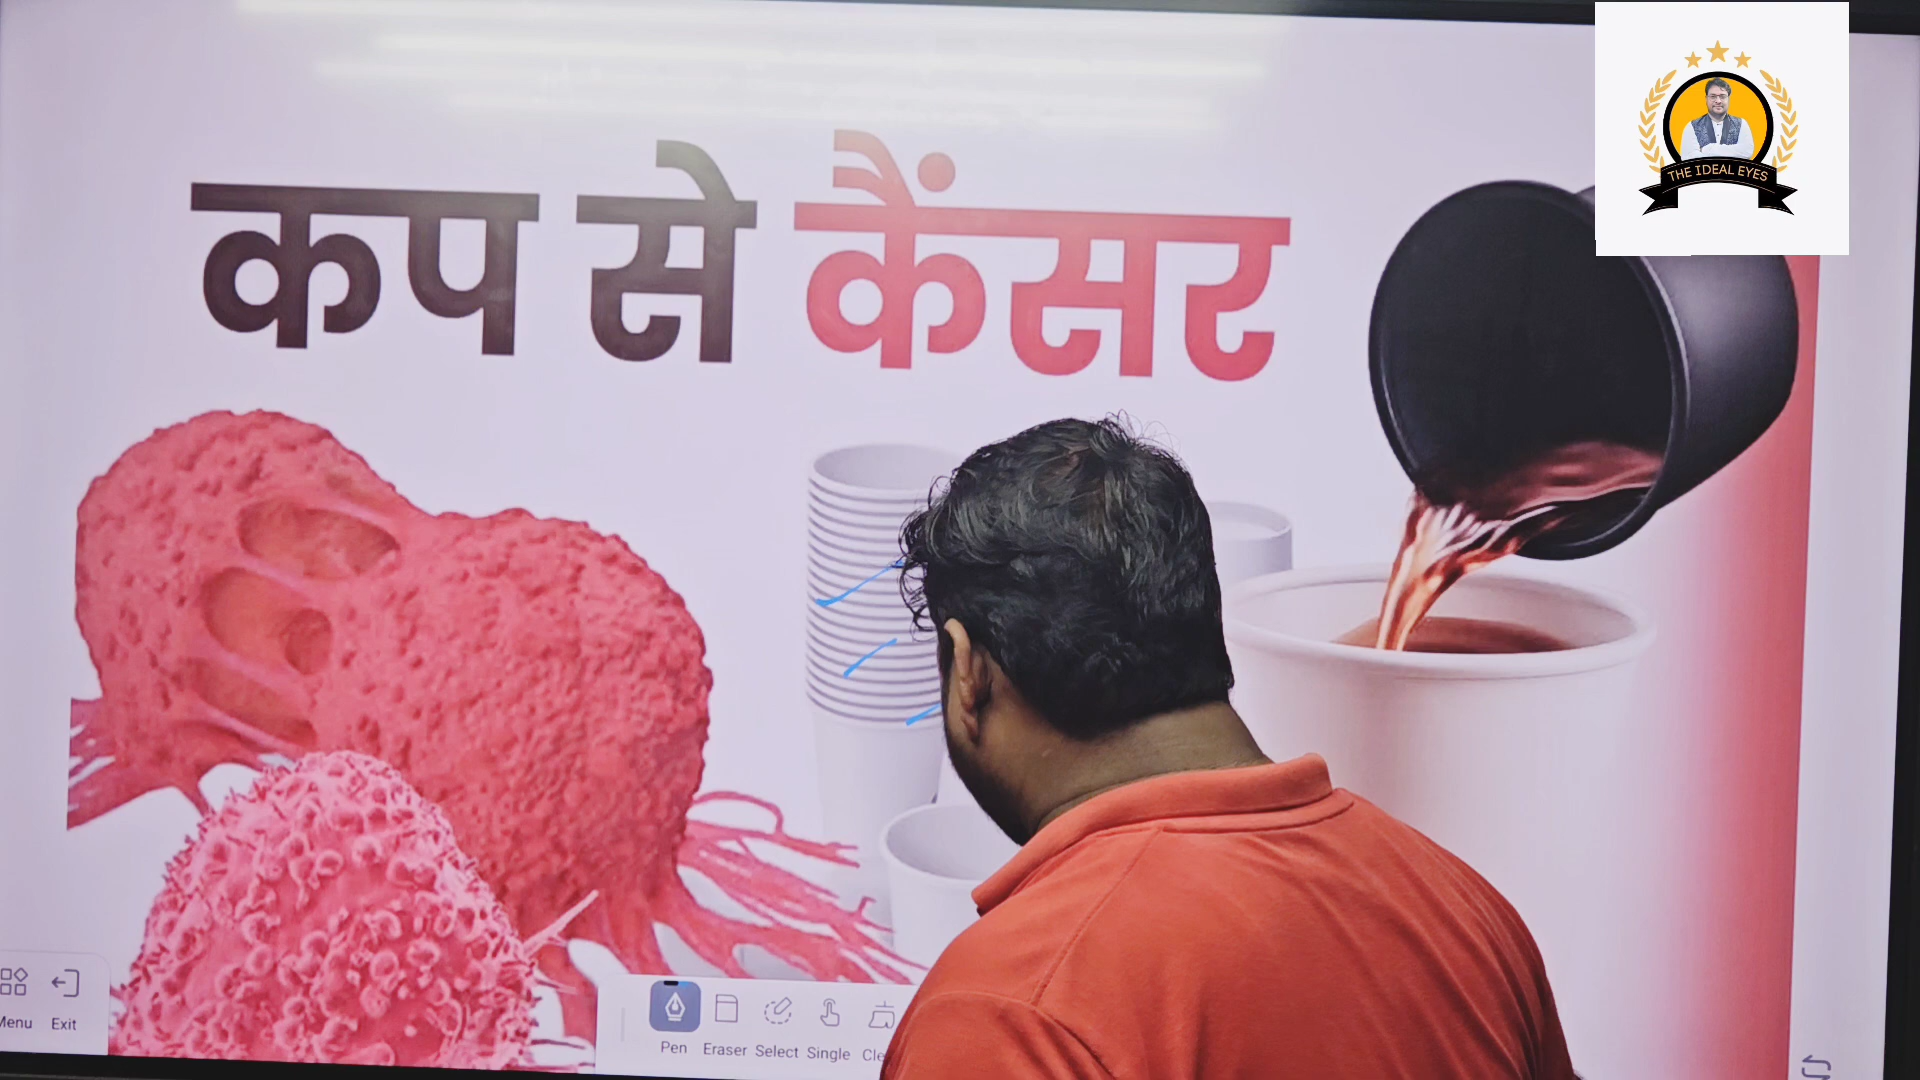 THE IDEAL EYES
कप से कैंसर
Menu Exit
Pen Eraser Select Single